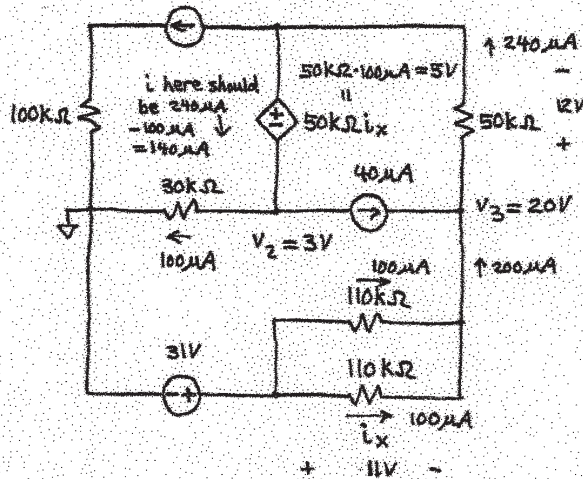 240μA
−
12V
+
50kΩ·100μA=5V
=
i here should
be 240μA
−100μA
=140μA
100kΩ
+
−
50kΩ iₓ
50kΩ
30kΩ
40μA
100μA
V₂=3V
V₃=20V
100μA
200μA
110kΩ
31V
− +
110kΩ
iₓ
100μA
+ 11V −